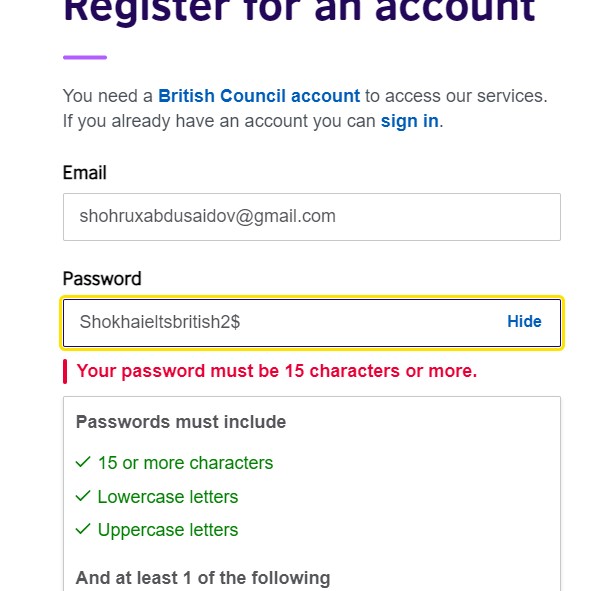 Register for an account
You need a British Council account to access our services.
If you already have an account you can sign in.
Email
shohruxabdusaidov@gmail.com
Password
Shokhaieltsbritish2$
Hide
Your password must be 15 characters or more.
Passwords must include
15 or more characters
Lowercase letters
Uppercase letters
And at least 1 of the following